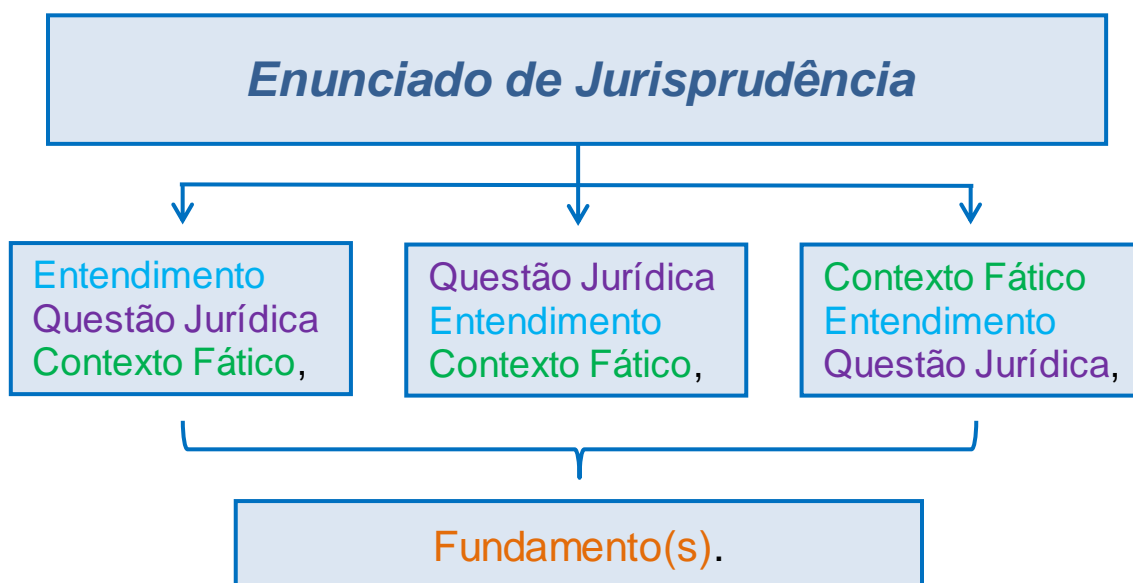 Enunciado de Jurisprudência
Entendimento
Questão Jurídica
Contexto Fático,
Questão Jurídica
Entendimento
Contexto Fático,
Contexto Fático
Entendimento
Questão Jurídica,
Fundamento(s).